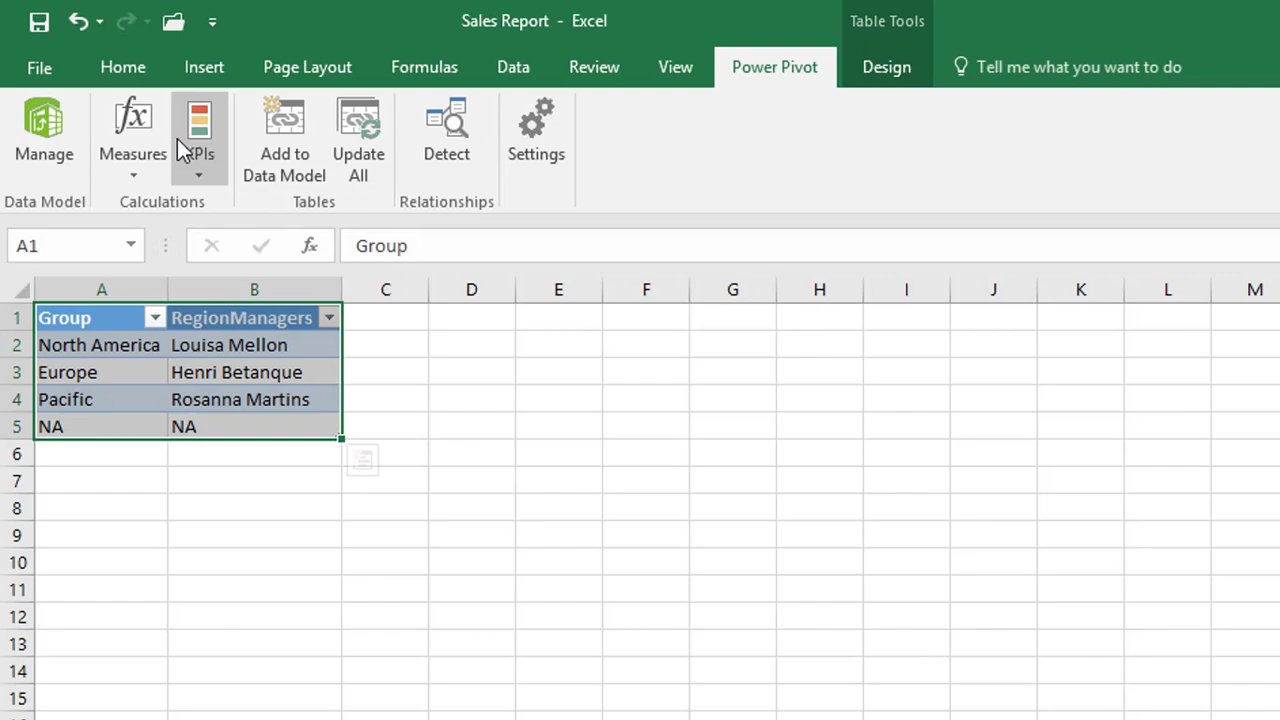 Sales Report - Excel
Table Tools
File Home Insert Page Layout Formulas Data Review View Power Pivot Design Tell me what you want to do
Manage
Measures
KPIs
Add to
Data Model
Update
All
Detect
Settings
Data Model Calculations Tables Relationships
A1 fx Group
A B C D E F G H I J K L M
1 Group RegionManagers
2 North America Louisa Mellon
3 Europe Henri Betanque
4 Pacific Rosanna Martins
5 NA NA
6
7
8
9
10
11
12
13
14
15